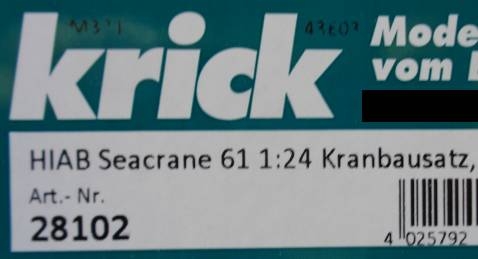 krick
Mode
vom
HIAB Seacrane 61 1:24 Kranbausatz,
Art.- Nr.
28102
4 025792